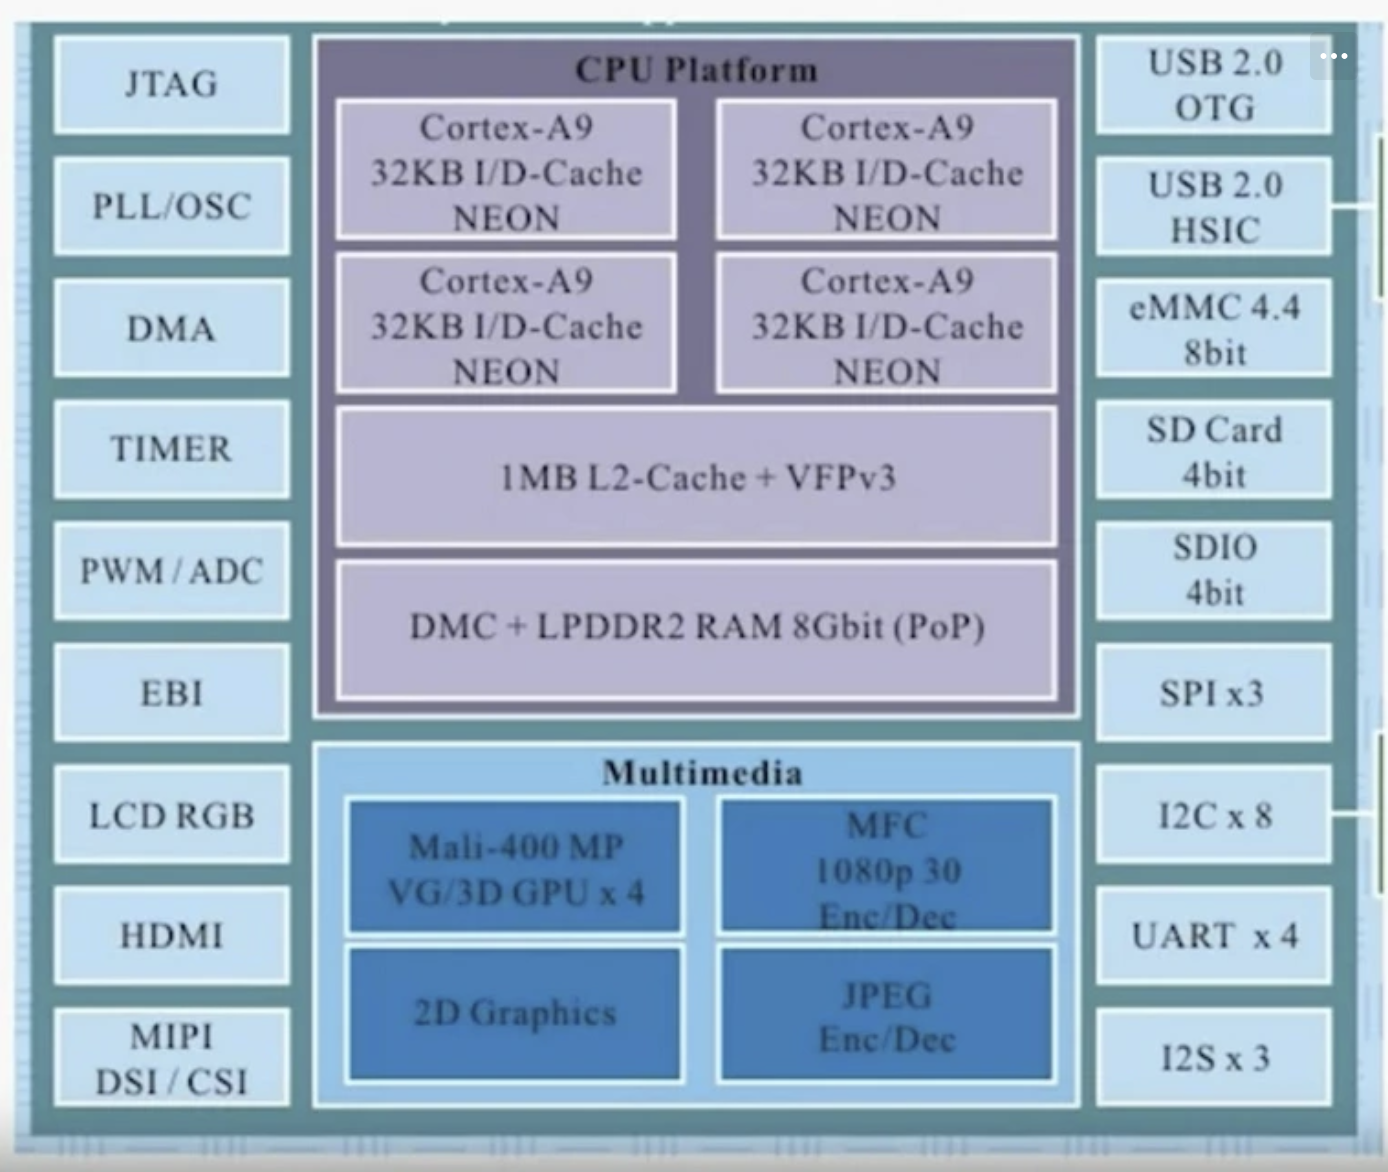 JTAG
PLL/OSC
DMA
TIMER
PWM / ADC
EBI
LCD RGB
HDMI
MIPI
DSI / CSI
CPU Platform
Cortex-A9
32KB I/D-Cache
NEON
Cortex-A9
32KB I/D-Cache
NEON
Cortex-A9
32KB I/D-Cache
NEON
Cortex-A9
32KB I/D-Cache
NEON
1MB L2-Cache + VFPv3
DMC + LPDDR2 RAM 8Gbit (PoP)
Multimedia
Mali-400 MP
VG/3D GPU x 4
MFC
1080p 30
Enc/Dec
2D Graphics
JPEG
Enc/Dec
USB 2.0
OTG
USB 2.0
HSIC
eMMC 4.4
8bit
SD Card
4bit
SDIO
4bit
SPI x3
I2C x 8
UART x 4
I2S x 3